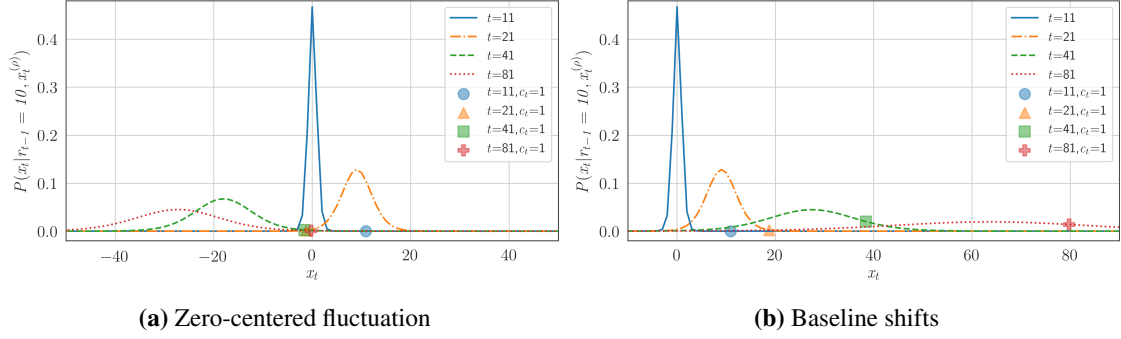 P(x_t|r_{t−1} = 10, x_t^{(ρ)})
0.4
0.3
0.2
0.1
0.0
−40
−20
0
20
40
x_t
t=11
t=21
t=41
t=81
t=11,c_t=1
t=21,c_t=1
t=41,c_t=1
t=81,c_t=1
(a) Zero-centered fluctuation
P(x_t|r_{t−1} = 10, x_t^{(ρ)})
0.4
0.3
0.2
0.1
0.0
0
20
40
60
80
x_t
t=11
t=21
t=41
t=81
t=11,c_t=1
t=21,c_t=1
t=41,c_t=1
t=81,c_t=1
(b) Baseline shifts